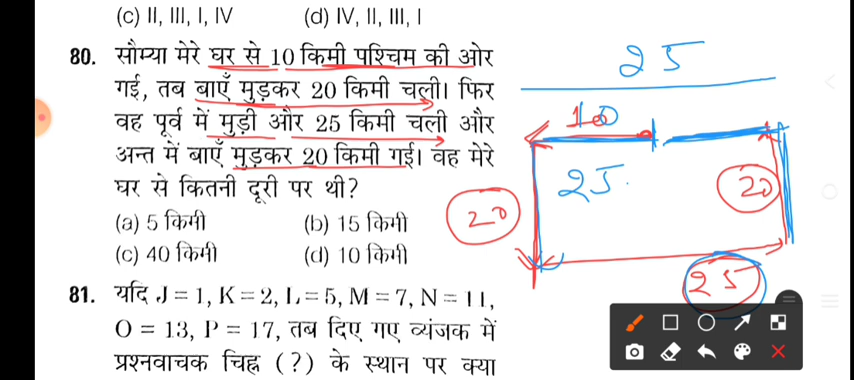 (c) II, III, I, IV (d) IV, II, III, I
80. सौम्या मेरे घर से 10 किमी पश्चिम की ओर
गई, तब बाएँ मुड़कर 20 किमी चली। फिर
वह पूर्व में मुड़ी और 25 किमी चली और
अन्त में बाएँ मुड़कर 20 किमी गई। वह मेरे
घर से कितनी दूरी पर थी?
(a) 5 किमी (b) 15 किमी
(c) 40 किमी (d) 10 किमी
81. यदि J = 1, K = 2, L = 5, M = 7, N = 11,
O = 13, P = 17, तब दिए गए व्यंजक में
प्रश्नवाचक चिह्न (?) के स्थान पर क्या
25
10
25
20
20
25